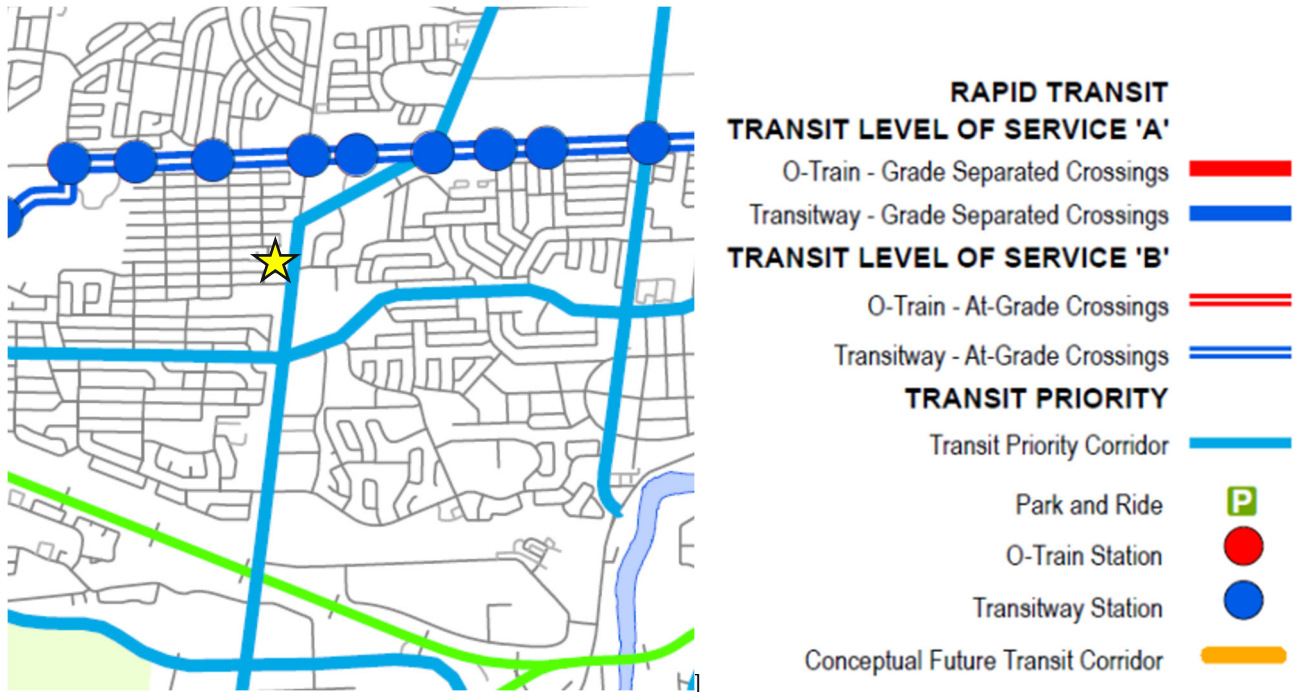 RAPID TRANSIT
TRANSIT LEVEL OF SERVICE 'A'
O-Train - Grade Separated Crossings
Transitway - Grade Separated Crossings
TRANSIT LEVEL OF SERVICE 'B'
O-Train - At-Grade Crossings
Transitway - At-Grade Crossings
TRANSIT PRIORITY
Transit Priority Corridor
Park and Ride P
O-Train Station
Transitway Station
Conceptual Future Transit Corridor
]